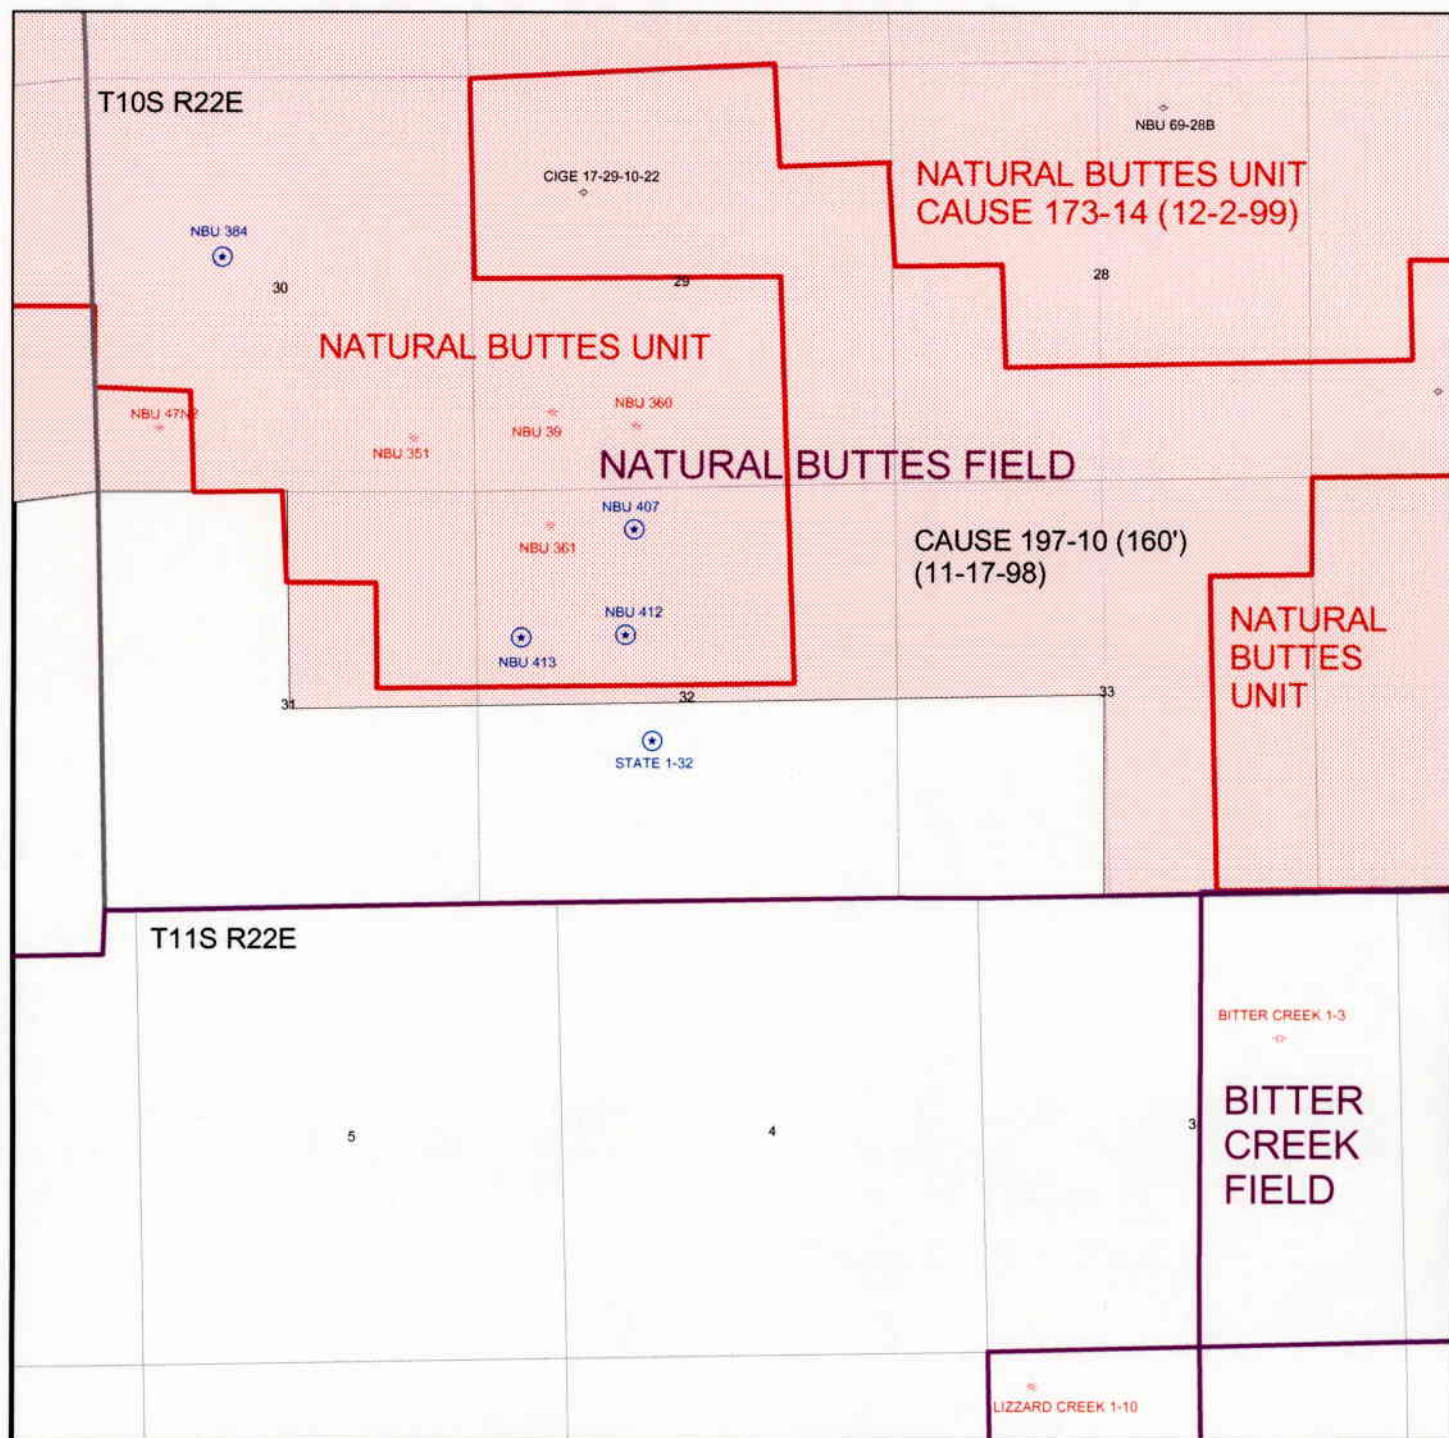 T10S R22E
NBU 69-28B
CIGE 17-29-10-22
NATURAL BUTTES UNIT
CAUSE 173-14 (12-2-99)
NBU 384
30
29
28
NATURAL BUTTES UNIT
NBU 47N2
NBU 351
NBU 39
NBU 360
NATURAL BUTTES FIELD
NBU 407
NBU 361
CAUSE 197-10 (160')
(11-17-98)
NBU 412
NBU 413
NATURAL
BUTTES
UNIT
31
32
33
STATE 1-32
T11S R22E
BITTER CREEK 1-3
BITTER
CREEK
FIELD
5
4
3
LIZZARD CREEK 1-10